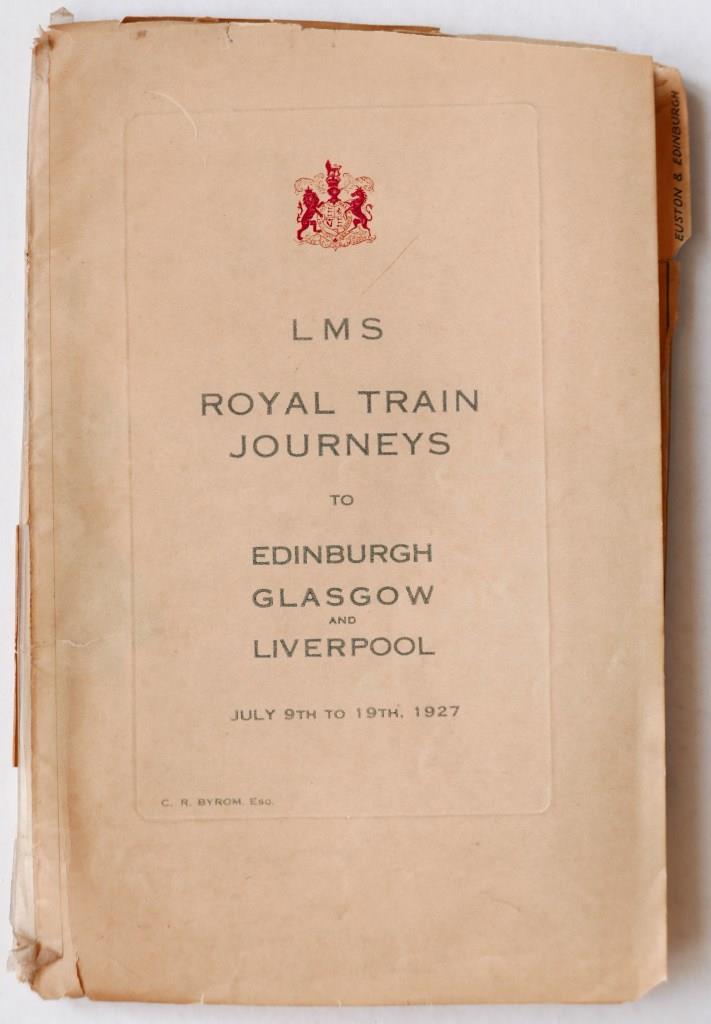 LMS
ROYAL TRAIN
JOURNEYS
TO
EDINBURGH
GLASGOW
AND
LIVERPOOL
JULY 9TH TO 19TH, 1927
C. R. BYROM, Esq.
EUSTON & EDINBURGH